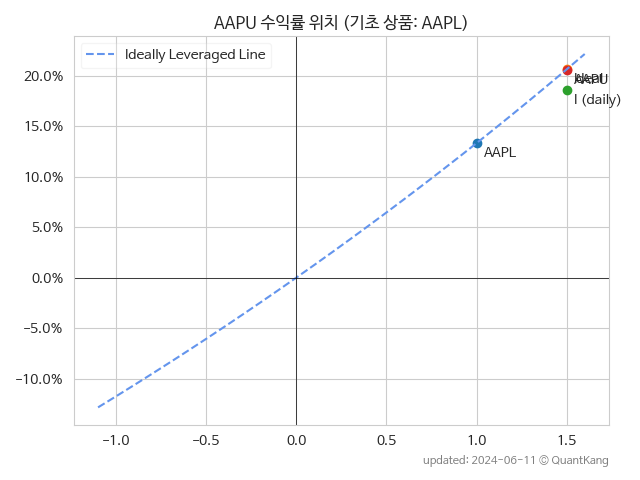 AAPU 수익률 위치 (기초 상품: AAPL)
Ideally Leveraged Line
20.0%
AAPU
I (daily)
15.0%
AAPL
10.0%
5.0%
0.0%
−5.0%
−10.0%
−1.0 −0.5 0.0 0.5 1.0 1.5
updated: 2024-06-11 © QuantKang